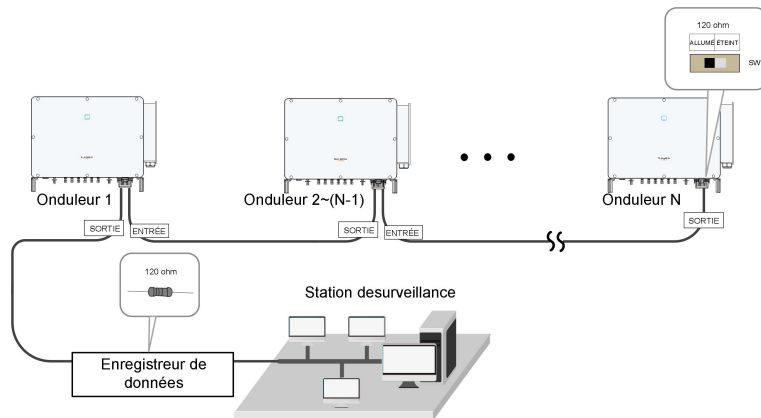 120 ohm
ALLUMÉ ÉTEINT
SW
Onduleur 1
Onduleur 2~(N-1)
Onduleur N
SORTIE
ENTRÉE
SORTIE
ENTRÉE
SORTIE
120 ohm
Station desurveillance
Enregistreur de
données